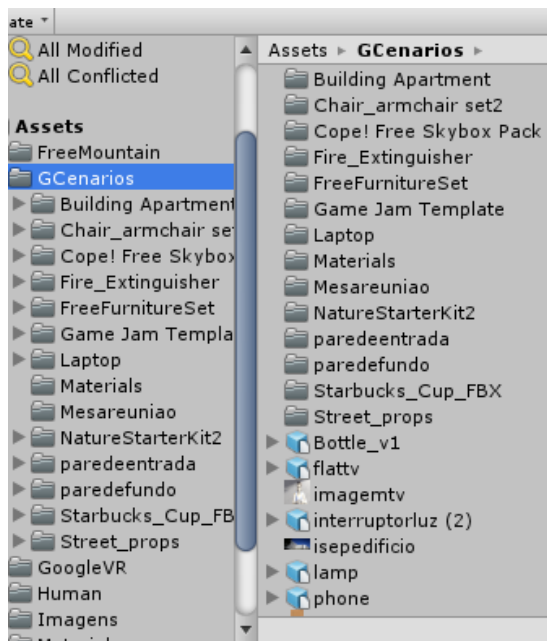 ate
All Modified
All Conflicted
Assets
FreeMountain
GCenarios
Building Apartment
Chair_armchair se
Cope! Free Skybox
Fire_Extinguisher
FreeFurnitureSet
Game Jam Templa
Laptop
Materials
Mesareuniao
NatureStarterKit2
paredeentrada
paredefundo
Starbucks_Cup_FB
Street_props
GoogleVR
Human
Imagens
Assets ▸ GCenarios ▸
Building Apartment
Chair_armchair set2
Cope! Free Skybox Pack
Fire_Extinguisher
FreeFurnitureSet
Game Jam Template
Laptop
Materials
Mesareuniao
NatureStarterKit2
paredeentrada
paredefundo
Starbucks_Cup_FBX
Street_props
Bottle_v1
flattv
imagemtv
interruptorluz (2)
isepedificio
lamp
phone